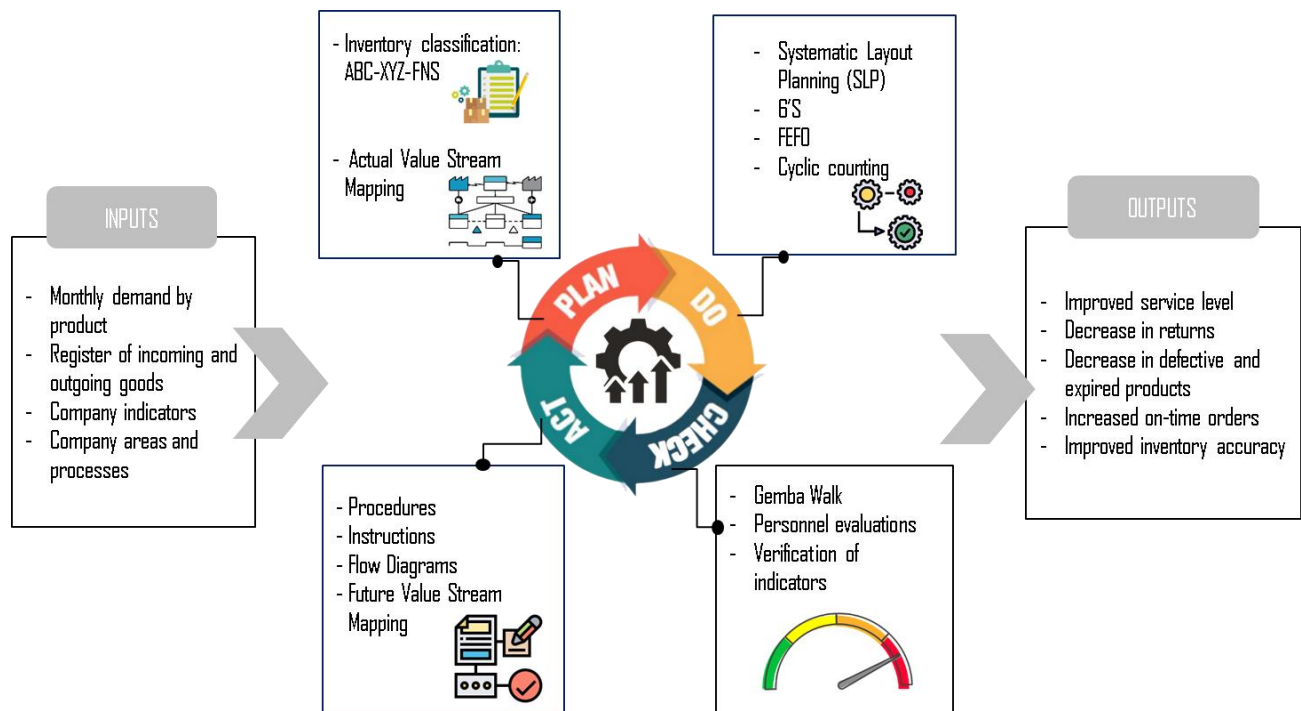 INPUTS
- Monthly demand by
product
- Register of incoming and
outgoing goods
- Company indicators
- Company areas and
processes
- Inventory classification:
ABC-XYZ-FNS
- Actual Value Stream
Mapping
- Systematic Layout
Planning (SLP)
- 6'S
- FEFO
- Cyclic counting
PLAN
DO
CHECK
ACT
- Procedures
- Instructions
- Flow Diagrams
- Future Value Stream
Mapping
- Gemba Walk
- Personnel evaluations
- Verification of
indicators
OUTPUTS
- Improved service level
- Decrease in returns
- Decrease in defective and
expired products
- Increased on-time orders
- Improved inventory accuracy